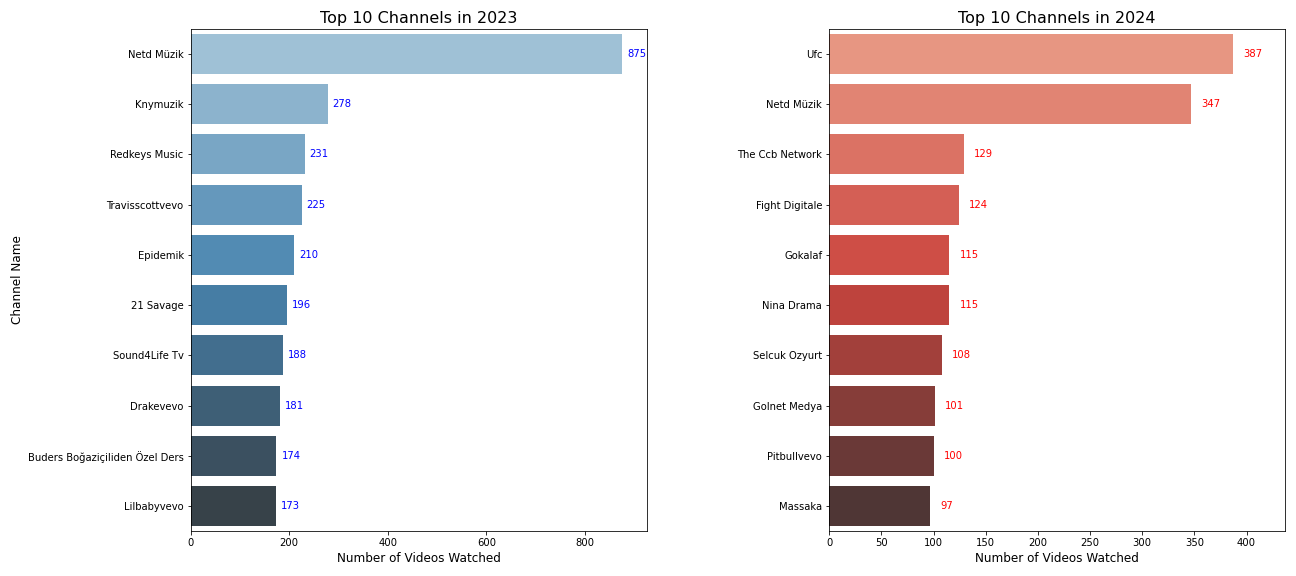 Top 10 Channels in 2023
Channel Name
Netd Müzik 875
Knymuzik 278
Redkeys Music 231
Travisscottvevo 225
Epidemik 210
21 Savage 196
Sound4Life Tv 188
Drakevevo 181
Buders Boğaziçiliden Özel Ders 174
Lilbabyvevo 173
0 200 400 600 800
Number of Videos Watched
Top 10 Channels in 2024
Ufc 387
Netd Müzik 347
The Ccb Network 129
Fight Digitale 124
Gokalaf 115
Nina Drama 115
Selcuk Ozyurt 108
Golnet Medya 101
Pitbullvevo 100
Massaka 97
0 50 100 150 200 250 300 350 400
Number of Videos Watched